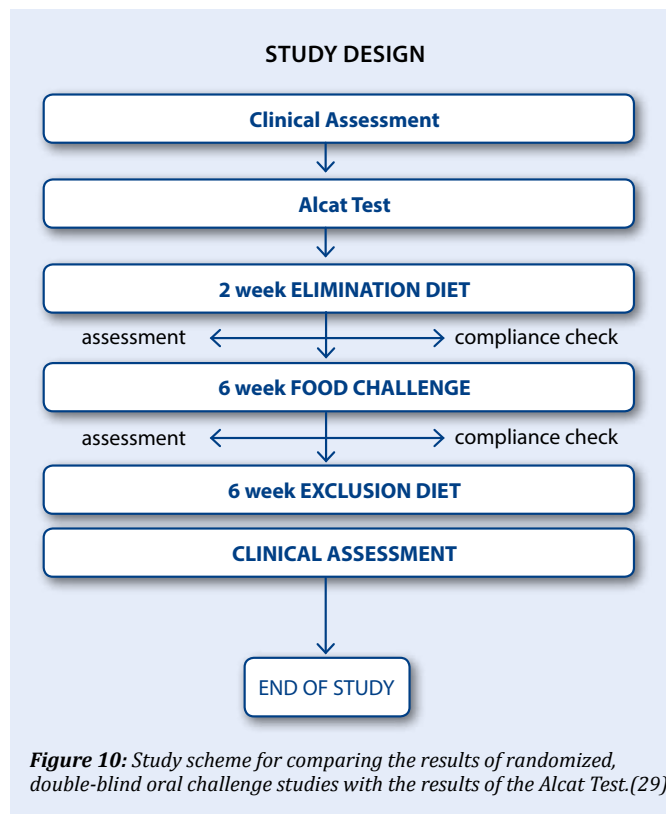 STUDY DESIGN
Clinical Assessment
Alcat Test
2 week ELIMINATION DIET
assessment compliance check
6 week FOOD CHALLENGE
assessment compliance check
6 week EXCLUSION DIET
CLINICAL ASSESSMENT
END OF STUDY
Figure 10: Study scheme for comparing the results of randomized,
double-blind oral challenge studies with the results of the Alcat Test.(29)